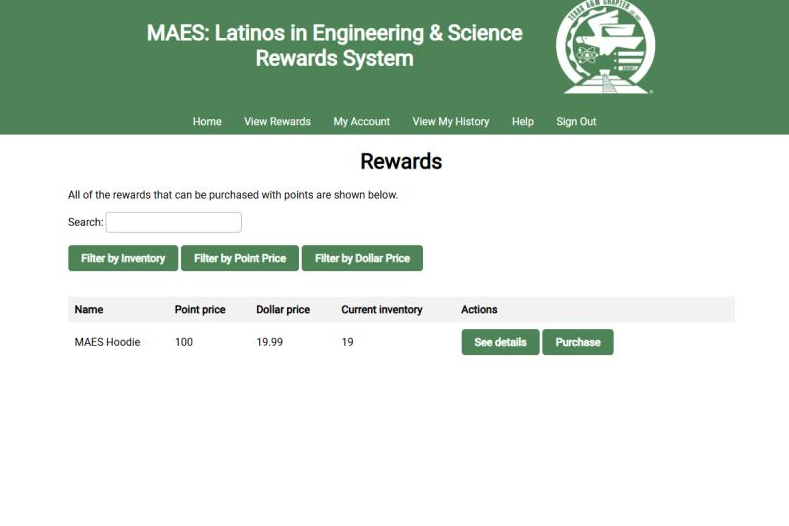 TEXAS A&M CHAPTER
MAES: Latinos in Engineering & Science
Rewards System
Home View Rewards My Account View My History Help Sign Out
Rewards
All of the rewards that can be purchased with points are shown below.
Search:
Filter by Inventory Filter by Point Price Filter by Dollar Price
Name Point price Dollar price Current inventory Actions
MAES Hoodie 100 19.99 19 See details Purchase